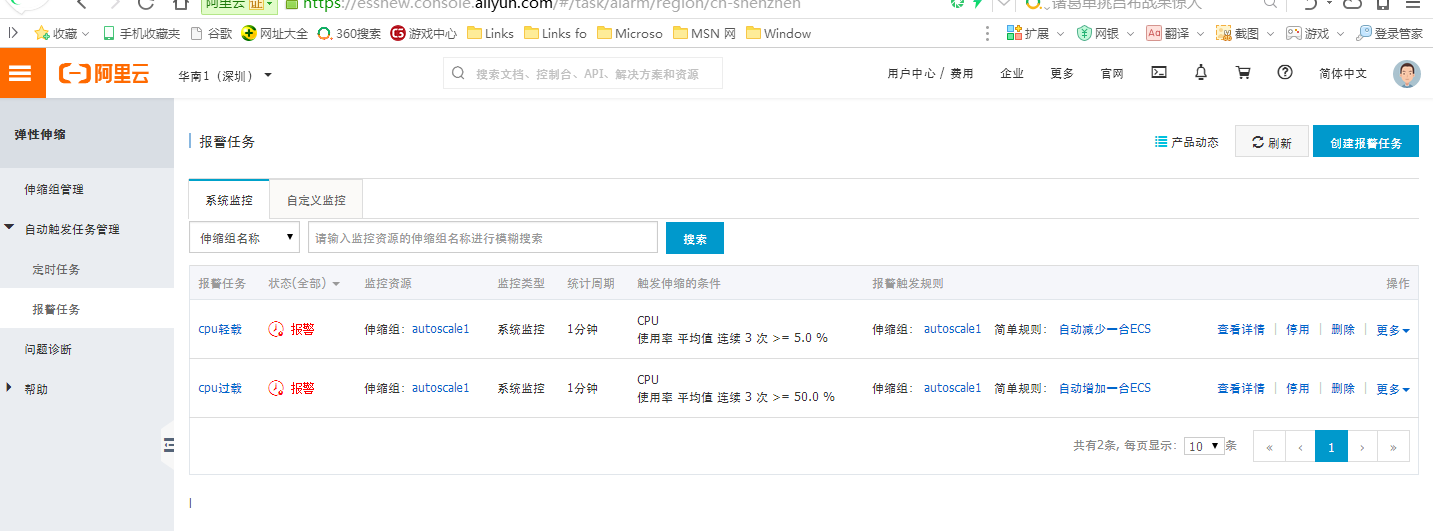 阿里云 证 https://essnew.console.aliyun.com/#/task/alarm/region/cn-shenzhen
收藏 手机收藏夹 谷歌 网址大全 360搜索 游戏中心 Links Links fo Microso MSN 网 Window 扩展 网银 Aa 翻译 截图 游戏 登录管家
阿里云 华南1（深圳） 搜索文档、控制台、API、解决方案和资源 用户中心 / 费用 企业 更多 官网 简体中文
弹性伸缩
伸缩组管理
自动触发任务管理
定时任务
报警任务
问题诊断
帮助
报警任务 产品动态 刷新 创建报警任务
系统监控 自定义监控
伸缩组名称 请输入监控资源的伸缩组名称进行模糊搜索 搜索
报警任务 状态(全部) 监控资源 监控类型 统计周期 触发伸缩的条件 报警触发规则 操作
cpu轻载 报警 伸缩组：autoscale1 系统监控 1分钟 CPU
使用率 平均值 连续 3 次 >= 5.0 % 伸缩组： autoscale1 简单规则： 自动减少一台ECS 查看详情 停用 删除 更多
cpu过载 报警 伸缩组：autoscale1 系统监控 1分钟 CPU
使用率 平均值 连续 3 次 >= 50.0 % 伸缩组： autoscale1 简单规则： 自动增加一台ECS 查看详情 停用 删除 更多
共有2条, 每页显示: 10 条 « ‹ 1 › »